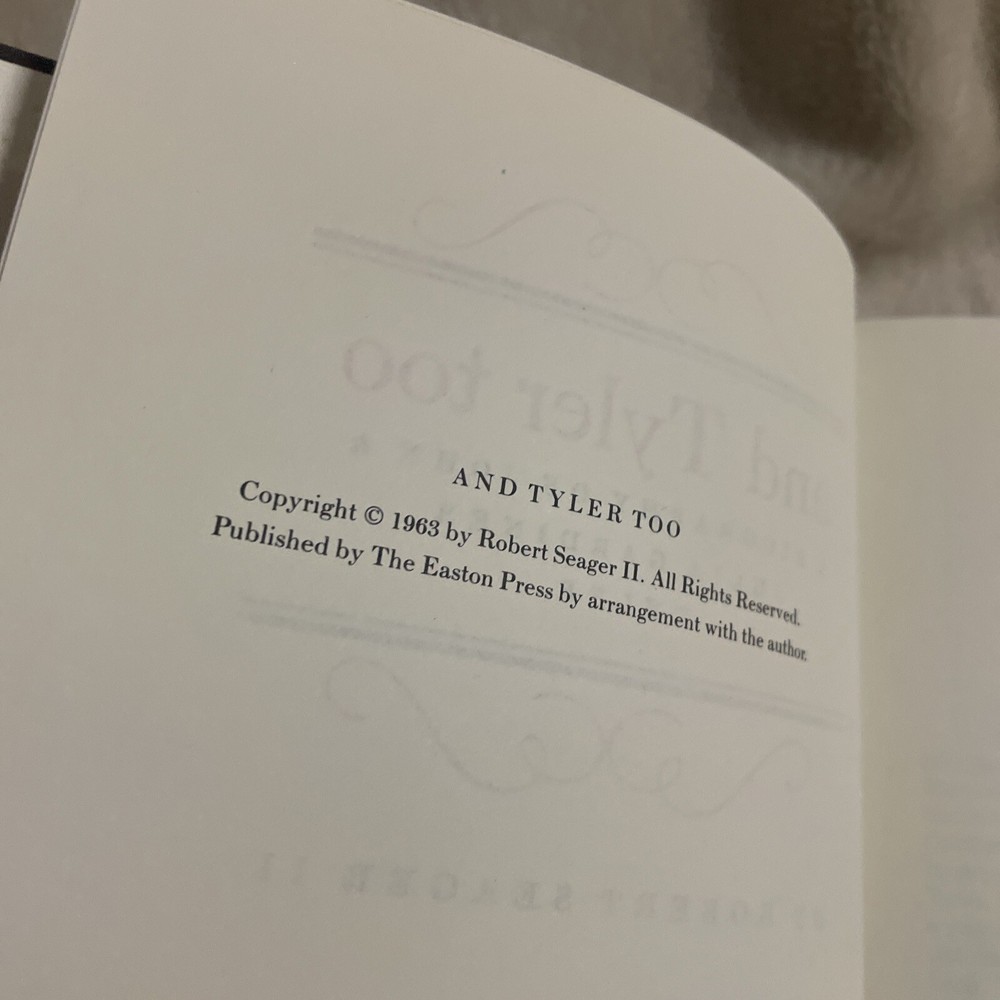 AND TYLER TOO
Copyright © 1963 by Robert Seager II. All Rights Reserved.
Published by The Easton Press by arrangement with the author.